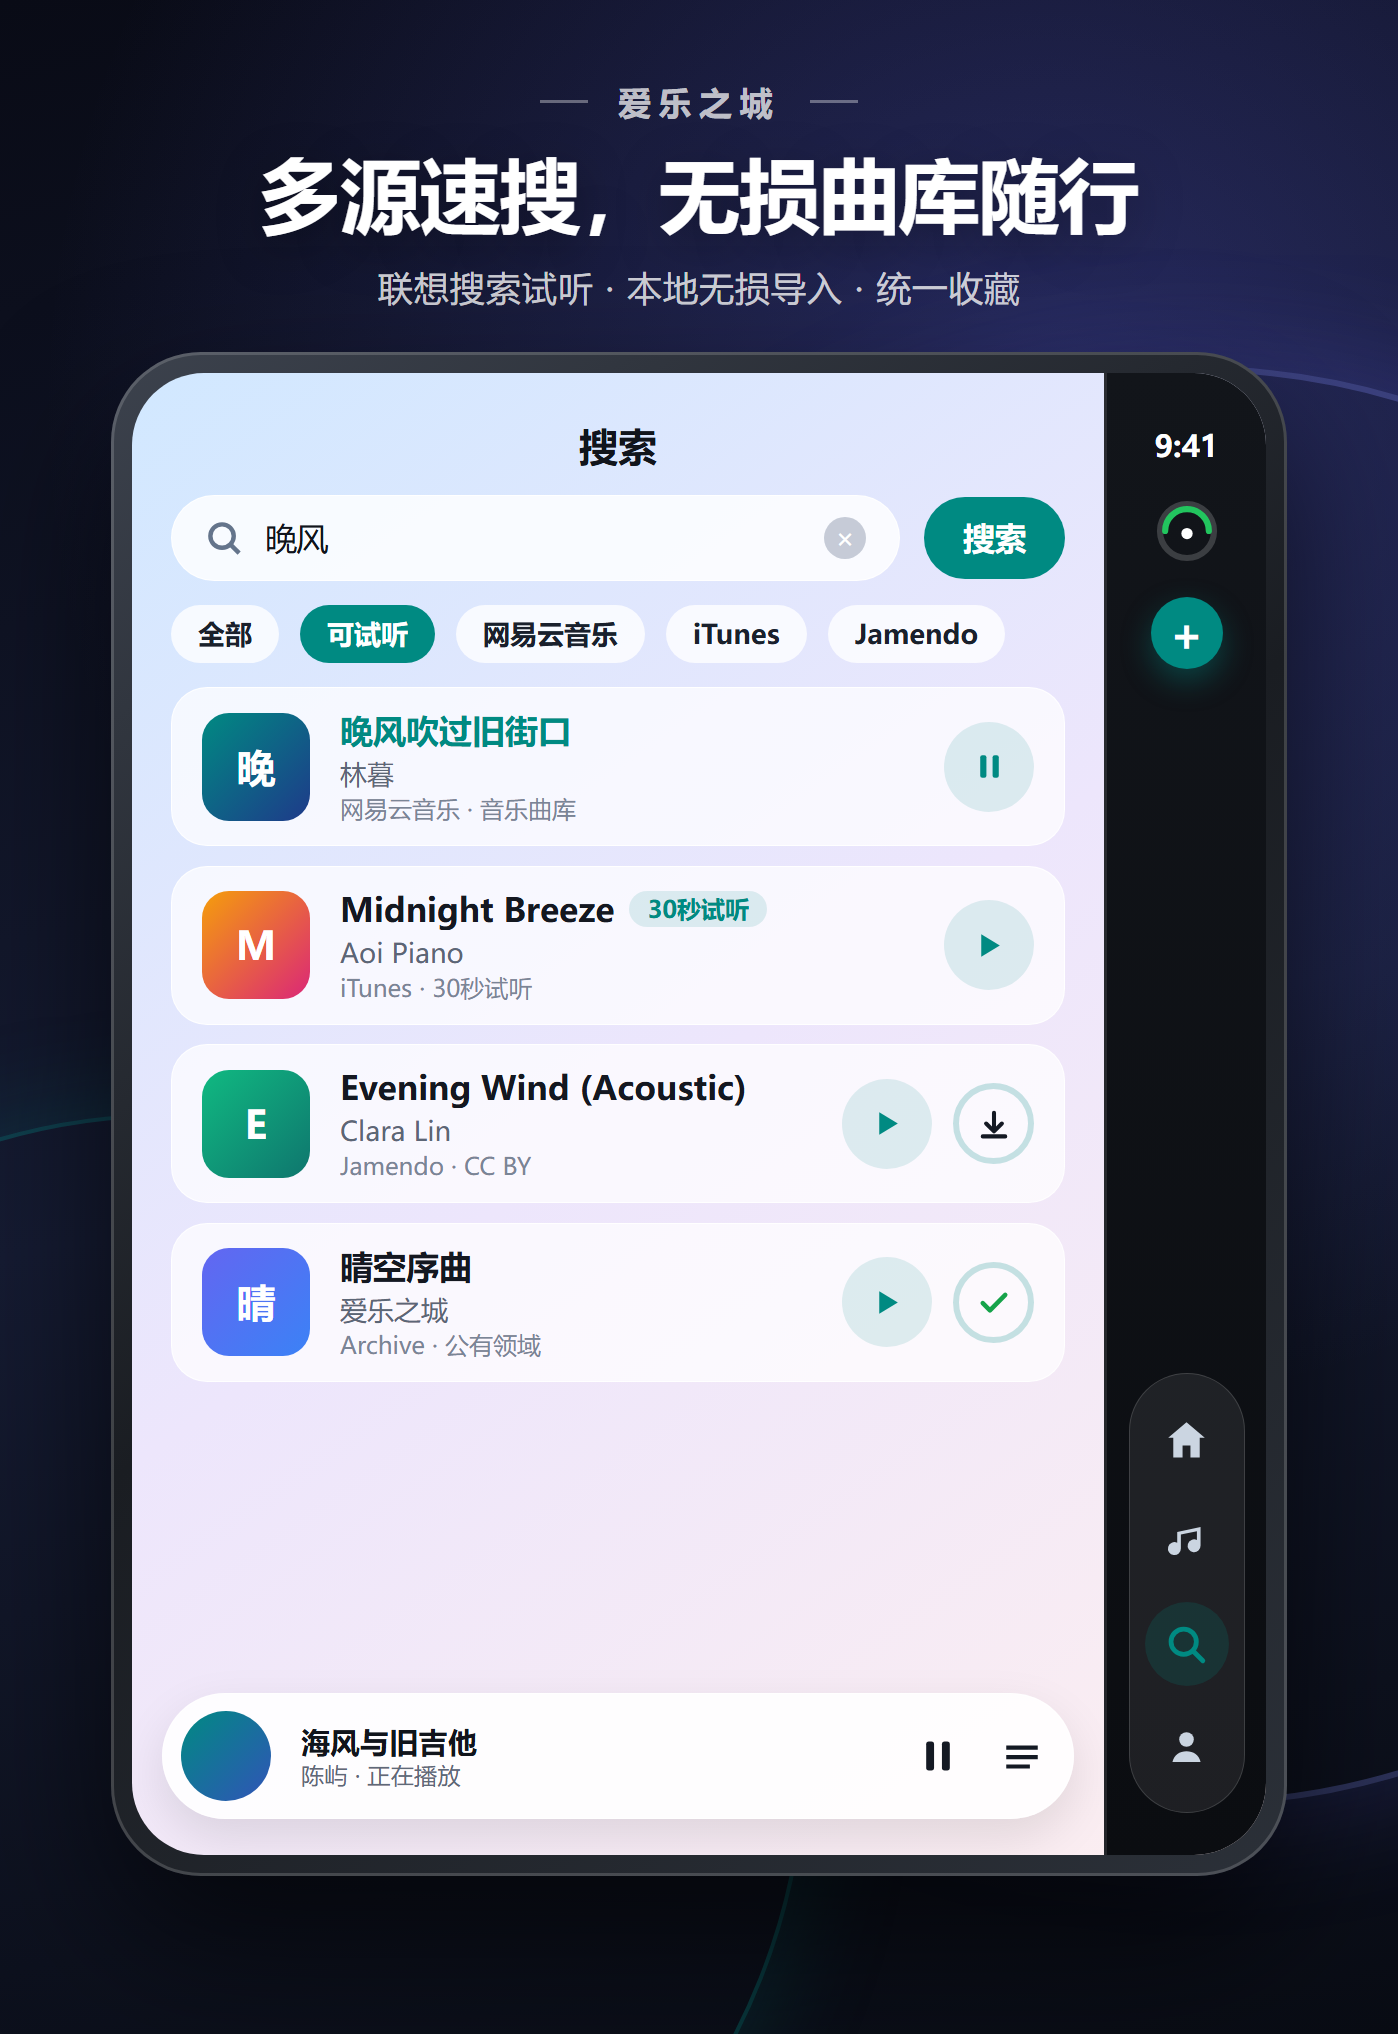 爱乐之城
多源速搜，无损曲库随行
联想搜索试听 · 本地无损导入 · 统一收藏
搜索
9:41
晚风
搜索
全部
可试听
网易云音乐
iTunes
Jamendo
晚
晚风吹过旧街口
林暮
网易云音乐 · 音乐曲库
M
Midnight Breeze
30秒试听
Aoi Piano
iTunes · 30秒试听
E
Evening Wind (Acoustic)
Clara Lin
Jamendo · CC BY
晴
晴空序曲
爱乐之城
Archive · 公有领域
海风与旧吉他
陈屿 · 正在播放